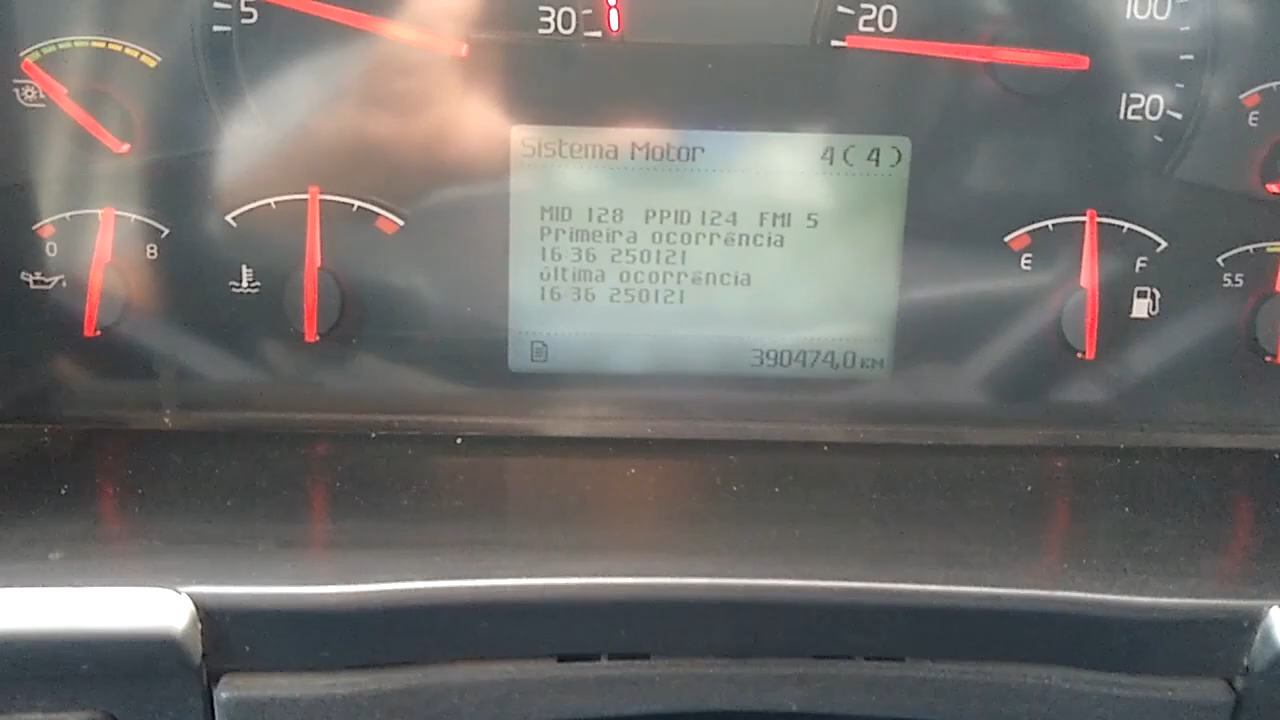 5
30
20
100
120
E
Sistema Motor 4(4)
MID 128 PPID 124 FMI 5
Primeira ocorrência
16:36 250121
última ocorrência
16:36 250121
390474,0 KM
0 8
E F
5.5